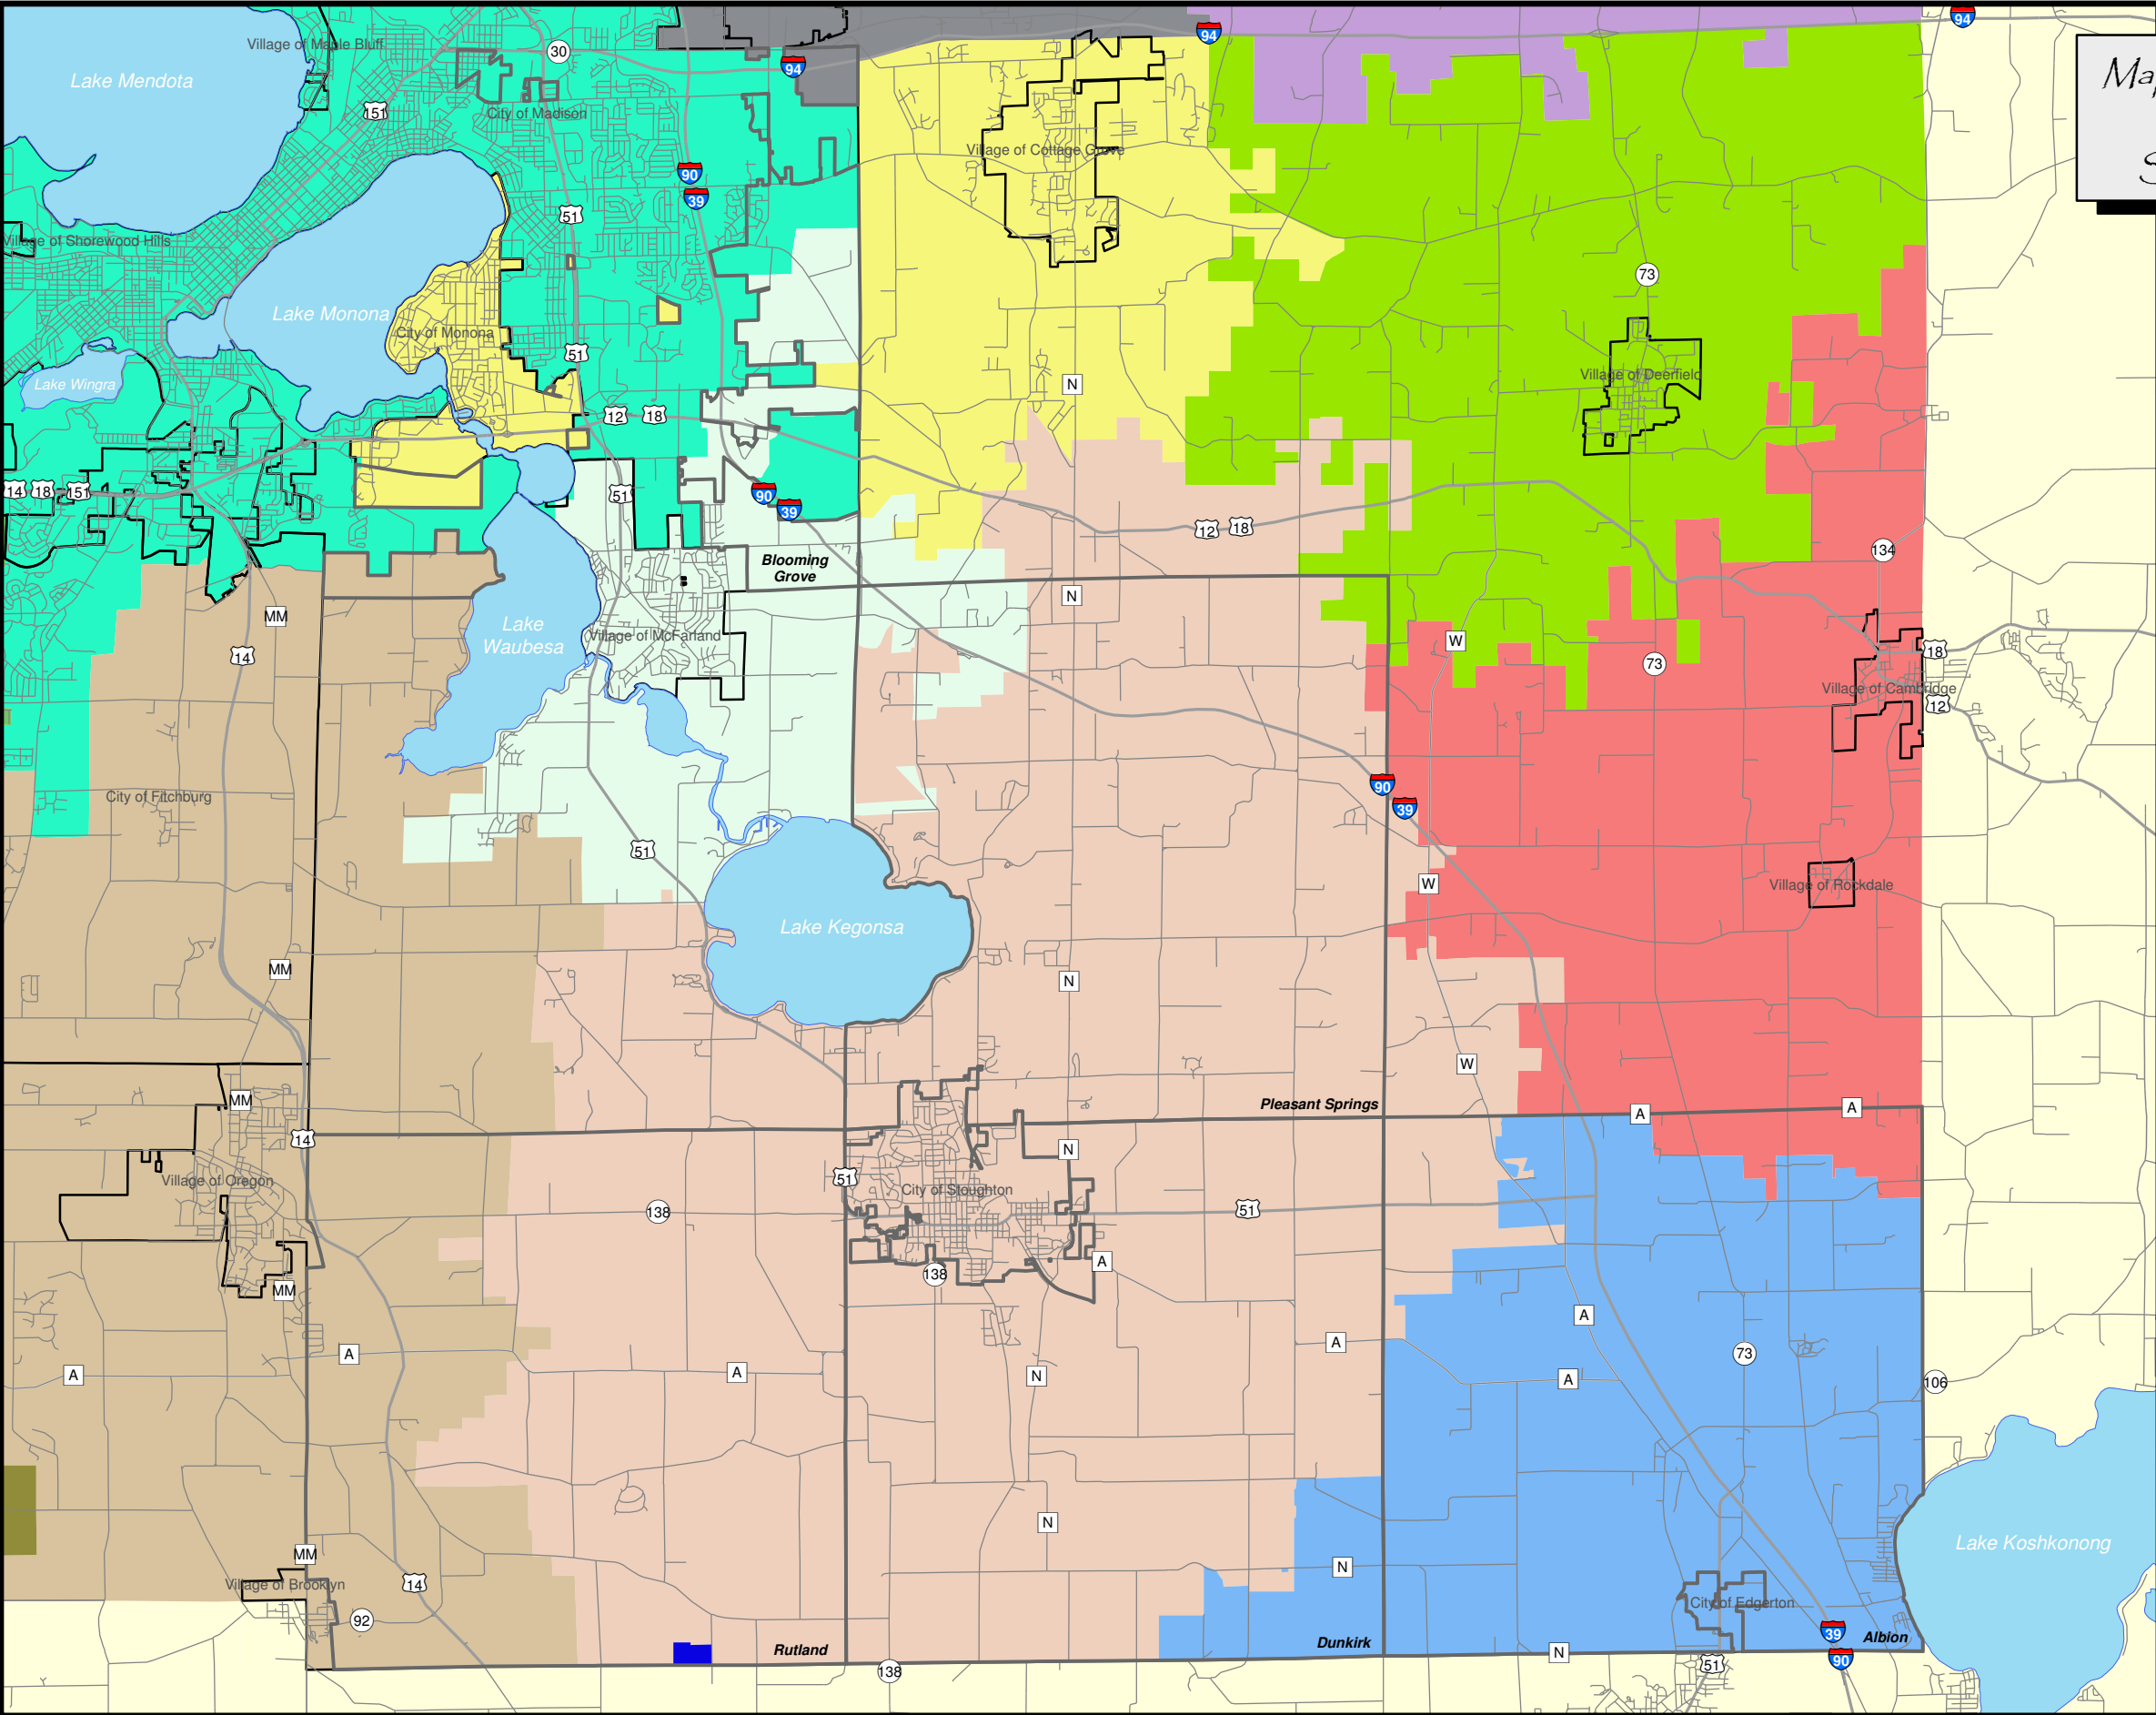 94
Village of Maple Bluff
30
94
94
Ma
Lake Mendota
151
City of Madison
S
Village of Cottage Grove
90
39
51
Village of Shorewood Hills
73
Lake Monona
City of Monona
51
Lake Wingra
N
Village of Deerfield
12
18
14
18
151
51
90
39
12
18
134
Blooming
Grove
N
MM
Lake
Waubesa
Village of McFarland
W
18
14
73
Village of Cambridge
12
City of Fitchburg
90
39
51
W
Village of Rockdale
Lake Kegonsa
MM
N
W
MM
Pleasant Springs
A
A
14
N
Village of Oregon
51
City of Stoughton
138
51
A
138
MM
A
A
A
A
73
A
N
A
106
N
Lake Koshkonong
MM
N
Village of Brooklyn
14
City of Edgerton
92
39
Rutland
Dunkirk
Albion
N
90
51
138